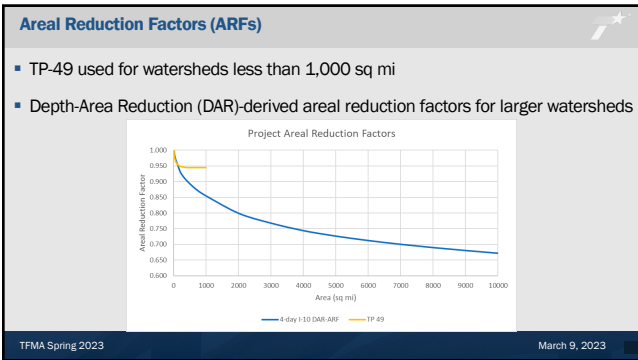 Areal Reduction Factors (ARFs)
▪ TP-49 used for watersheds less than 1,000 sq mi
▪ Depth-Area Reduction (DAR)-derived areal reduction factors for larger watersheds
Project Areal Reduction Factors
Areal Reduction Factor
1.000
0.950
0.900
0.850
0.800
0.750
0.700
0.650
0.600
0 1000 2000 3000 4000 5000 6000 7000 8000 9000 10000
Area (sq mi)
4-day I-10 DAR-ARF TP 49
TFMA Spring 2023 March 9, 2023